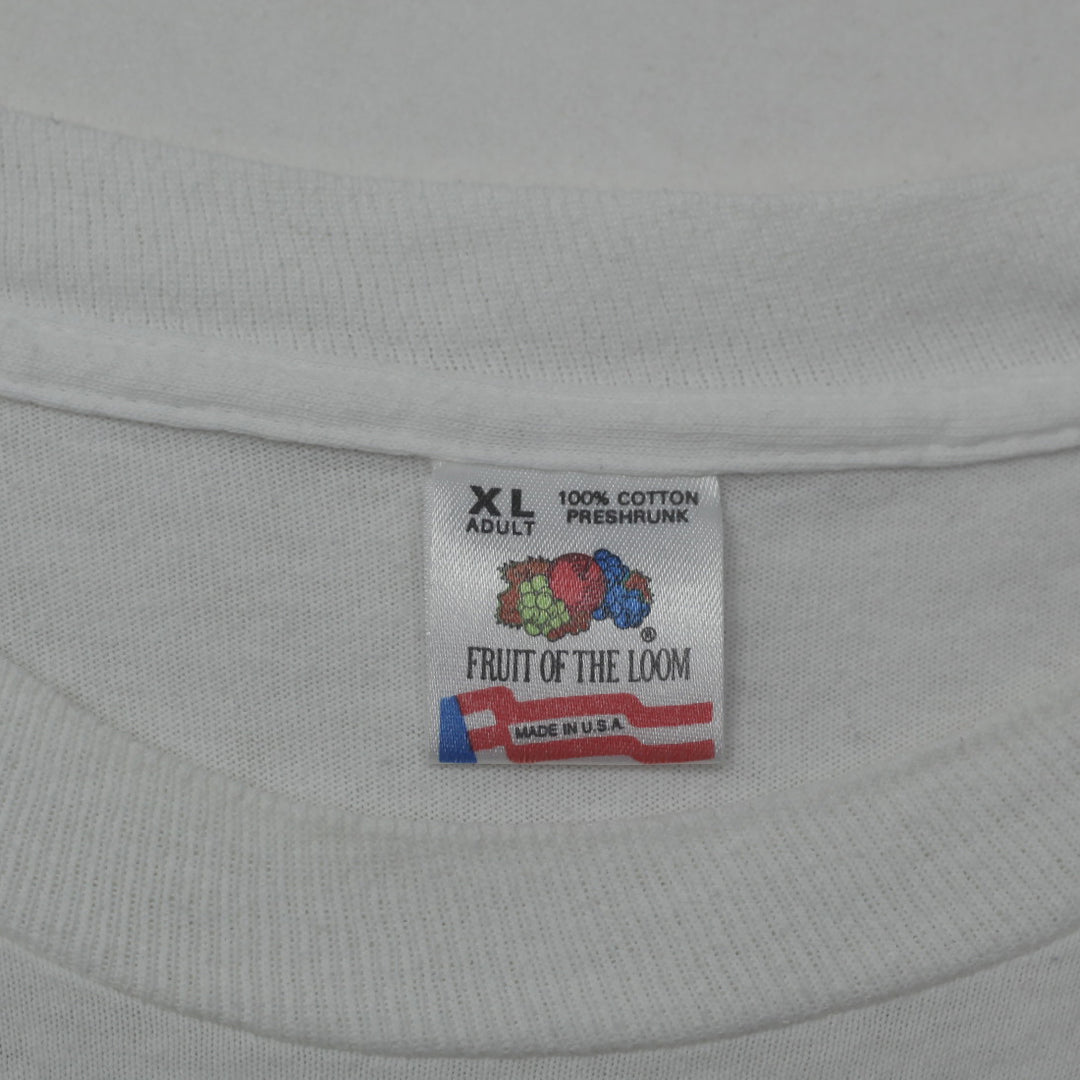 XL
ADULT
100% COTTON
PRESHRUNK
®
FRUIT OF THE LOOM
MADE IN U.S.A.